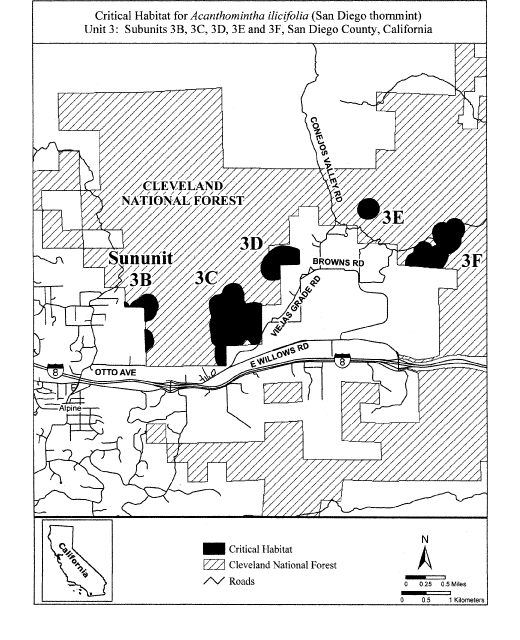 Critical Habitat for Acanthomintha ilicifolia (San Diego thornmint)
Unit 3: Subunits 3B, 3C, 3D, 3E and 3F, San Diego County, California
CONEJOS VALLEY RD
CLEVELAND
NATIONAL FOREST
3E
3D
3F
Sununit
3B
3C
BROWNS RD
VIEJAS GRADE RD
E WILLOWS RD
8
8
OTTO AVE
Alpine
California
Critical Habitat
Cleveland National Forest
Roads
N
0 0.25 0.5 Miles
0 0.5 1 Kilometers